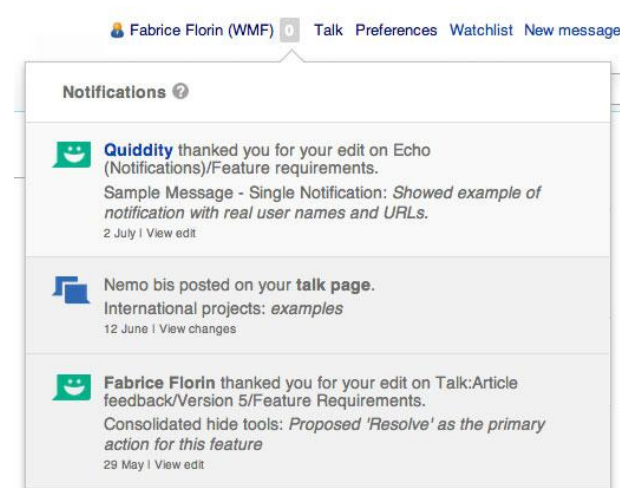 Fabrice Florin (WMF) 0 Talk Preferences Watchlist New message
Notifications ?
Quiddity thanked you for your edit on Echo
(Notifications)/Feature requirements.
Sample Message - Single Notification: Showed example of
notification with real user names and URLs.
2 July | View edit
Nemo bis posted on your talk page.
International projects: examples
12 June | View changes
Fabrice Florin thanked you for your edit on Talk:Article
feedback/Version 5/Feature Requirements.
Consolidated hide tools: Proposed 'Resolve' as the primary
action for this feature
29 May | View edit